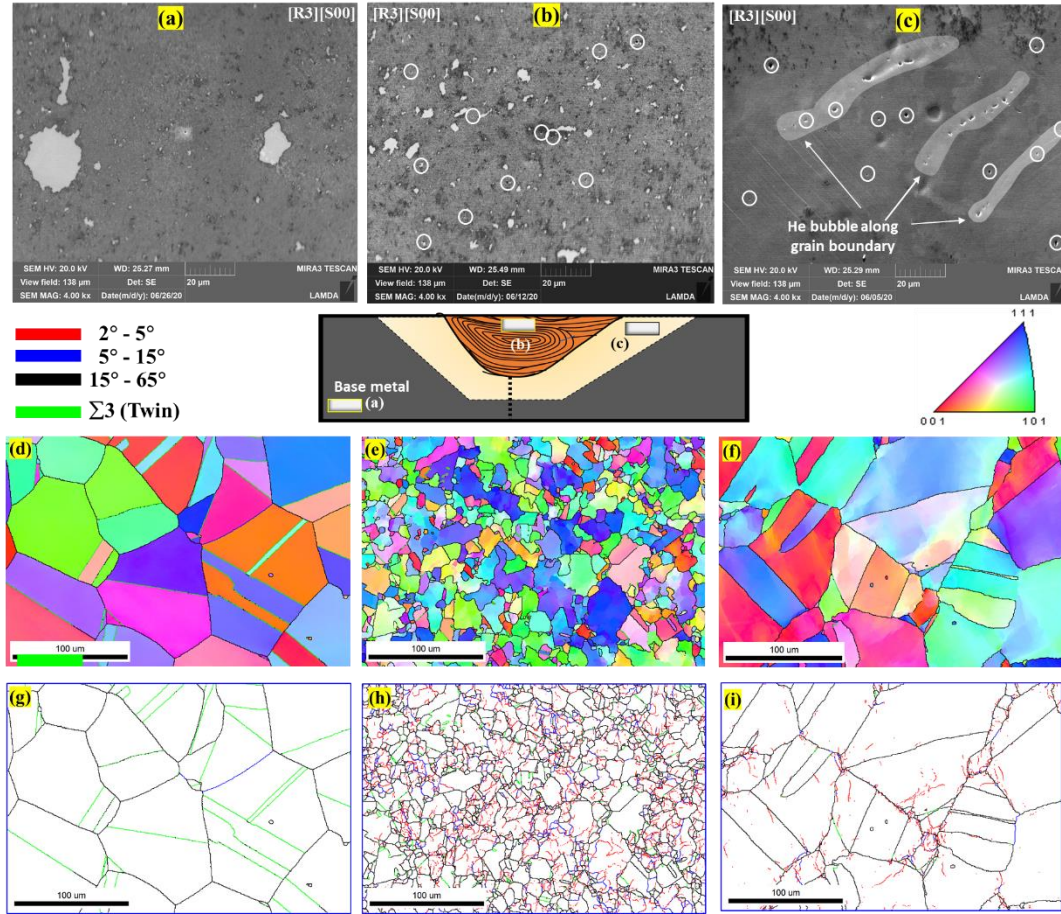 [R3][S00]
(a)
SEM HV: 20.0 kV WD: 25.27 mm MIRA3 TESCAN
View field: 138 µm Det: SE 20 µm
SEM MAG: 4.00 kx Date(m/d/y): 06/26/20 LAMDA
[R3][S00]
(b)
SEM HV: 20.0 kV WD: 25.49 mm MIRA3 TESCAN
View field: 138 µm Det: SE 20 µm
SEM MAG: 4.00 kx Date(m/d/y): 06/12/20 LAMDA
[R3][S00]
(c)
He bubble along
grain boundary
SEM HV: 20.0 kV WD: 25.29 mm MIRA3 TESCAN
View field: 138 µm Det: SE 20 µm
SEM MAG: 4.00 kx Date(m/d/y): 06/05/20 LAMDA
2° - 5°
5° - 15°
15° - 65°
∑3 (Twin)
(b)
(c)
Base metal
(a)
1 1 1
0 0 1
1 0 1
(d)
100 um
(e)
100 um
(f)
100 um
(g)
100 um
(h)
100 um
(i)
100 um